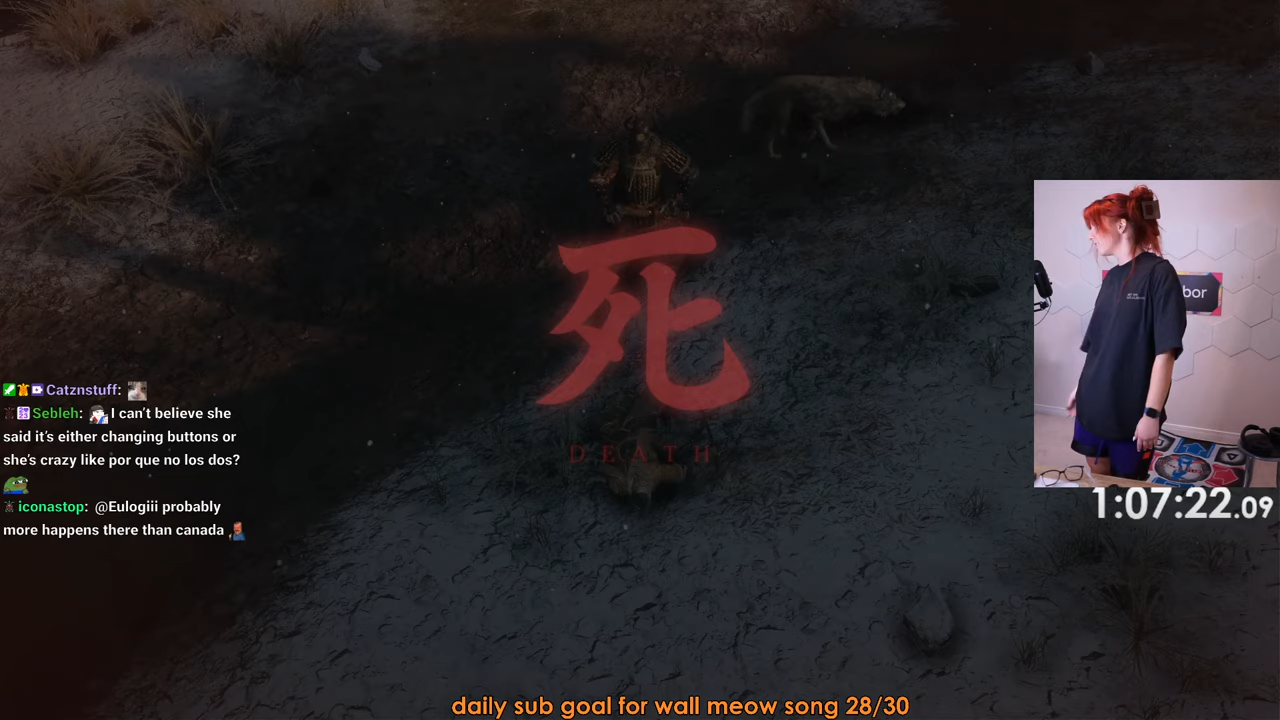 死
DEATH
Catznstuff:
Sebleh: I can't believe she
said it's either changing buttons or
she's crazy like por que no los dos?
iconastop: @Eulogiii probably
more happens there than canada
bor
1:07:22.09
daily sub goal for wall meow song 28/30